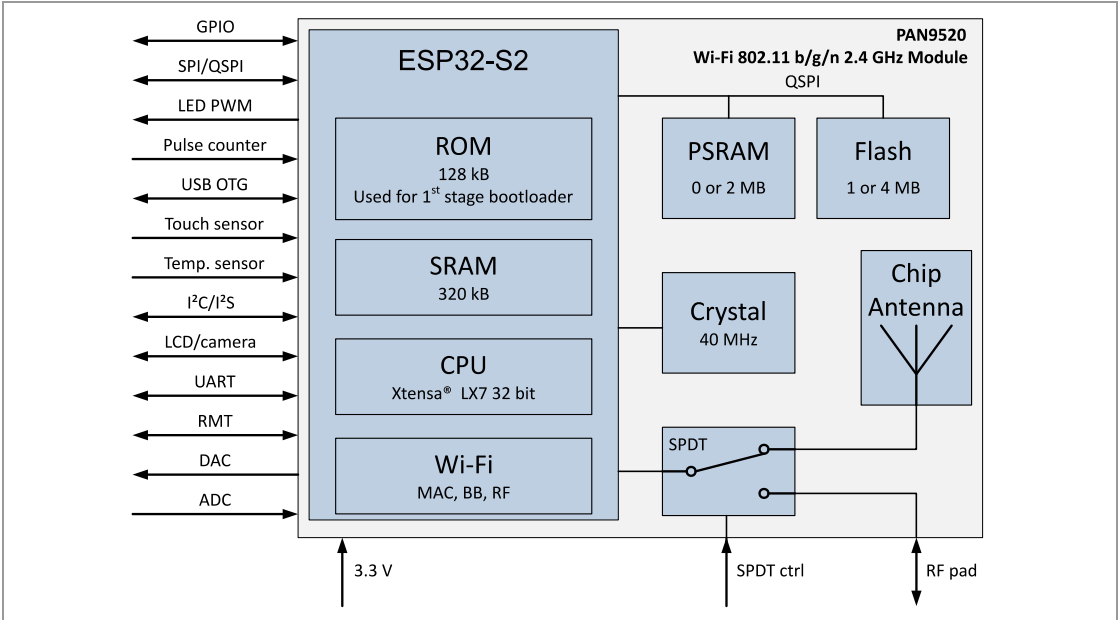 GPIO
SPI/QSPI
LED PWM
Pulse counter
USB OTG
Touch sensor
Temp. sensor
I²C/I²S
LCD/camera
UART
RMT
DAC
ADC
ESP32-S2
ROM
128 kB
Used for 1st stage bootloader
SRAM
320 kB
CPU
Xtensa® LX7 32 bit
Wi-Fi
MAC, BB, RF
PAN9520
Wi-Fi 802.11 b/g/n 2.4 GHz Module
QSPI
PSRAM
0 or 2 MB
Flash
1 or 4 MB
Crystal
40 MHz
Chip
Antenna
SPDT
3.3 V
SPDT ctrl
RF pad